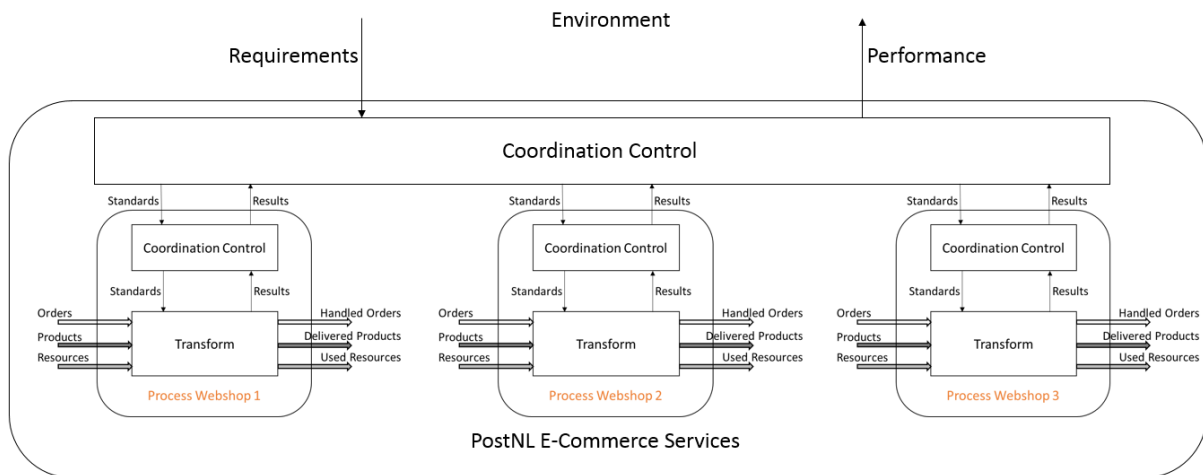 Environment
Requirements
Performance
Coordination Control
Standards
Results
Standards
Results
Standards
Results
Coordination Control
Coordination Control
Coordination Control
Standards
Results
Standards
Results
Standards
Results
Orders
Handled Orders
Orders
Handled Orders
Orders
Handled Orders
Products
Transform
Delivered Products
Products
Transform
Delivered Products
Products
Transform
Delivered Products
Resources
Used Resources
Resources
Used Resources
Resources
Used Resources
Process Webshop 1
Process Webshop 2
Process Webshop 3
PostNL E-Commerce Services